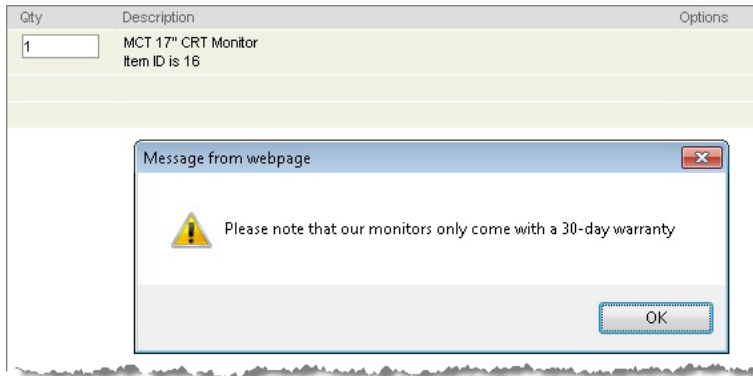 Qty Description Options
1 MCT 17" CRT Monitor
Item ID is 16
Message from webpage
Please note that our monitors only come with a 30-day warranty
OK